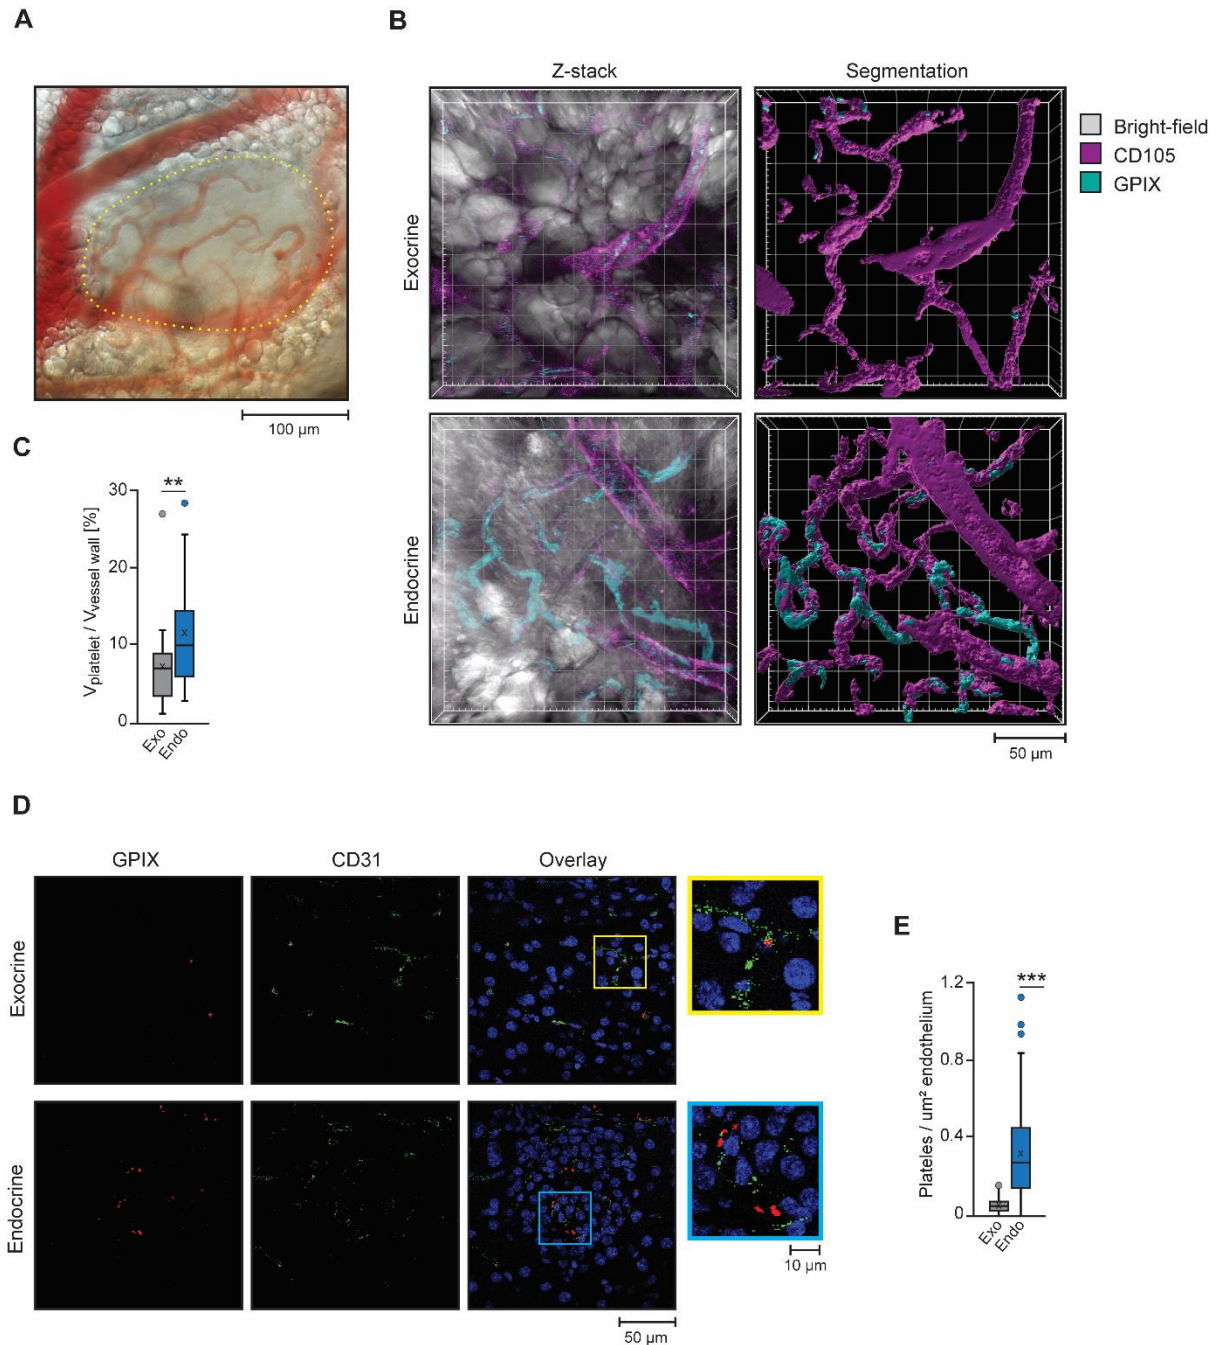 A
100 µm
B
Z-stack
Segmentation
Bright-field
CD105
GPIX
Exocrine
Endocrine
50 µm
C
30
20
10
0
**
Vplatelet / Vvessel wall [%]
Exo
Endo
D
GPIX
CD31
Overlay
Exocrine
Endocrine
10 µm
50 µm
E
1.2
0.8
0.4
0
***
Plateles / um² endothelium
Exo
Endo